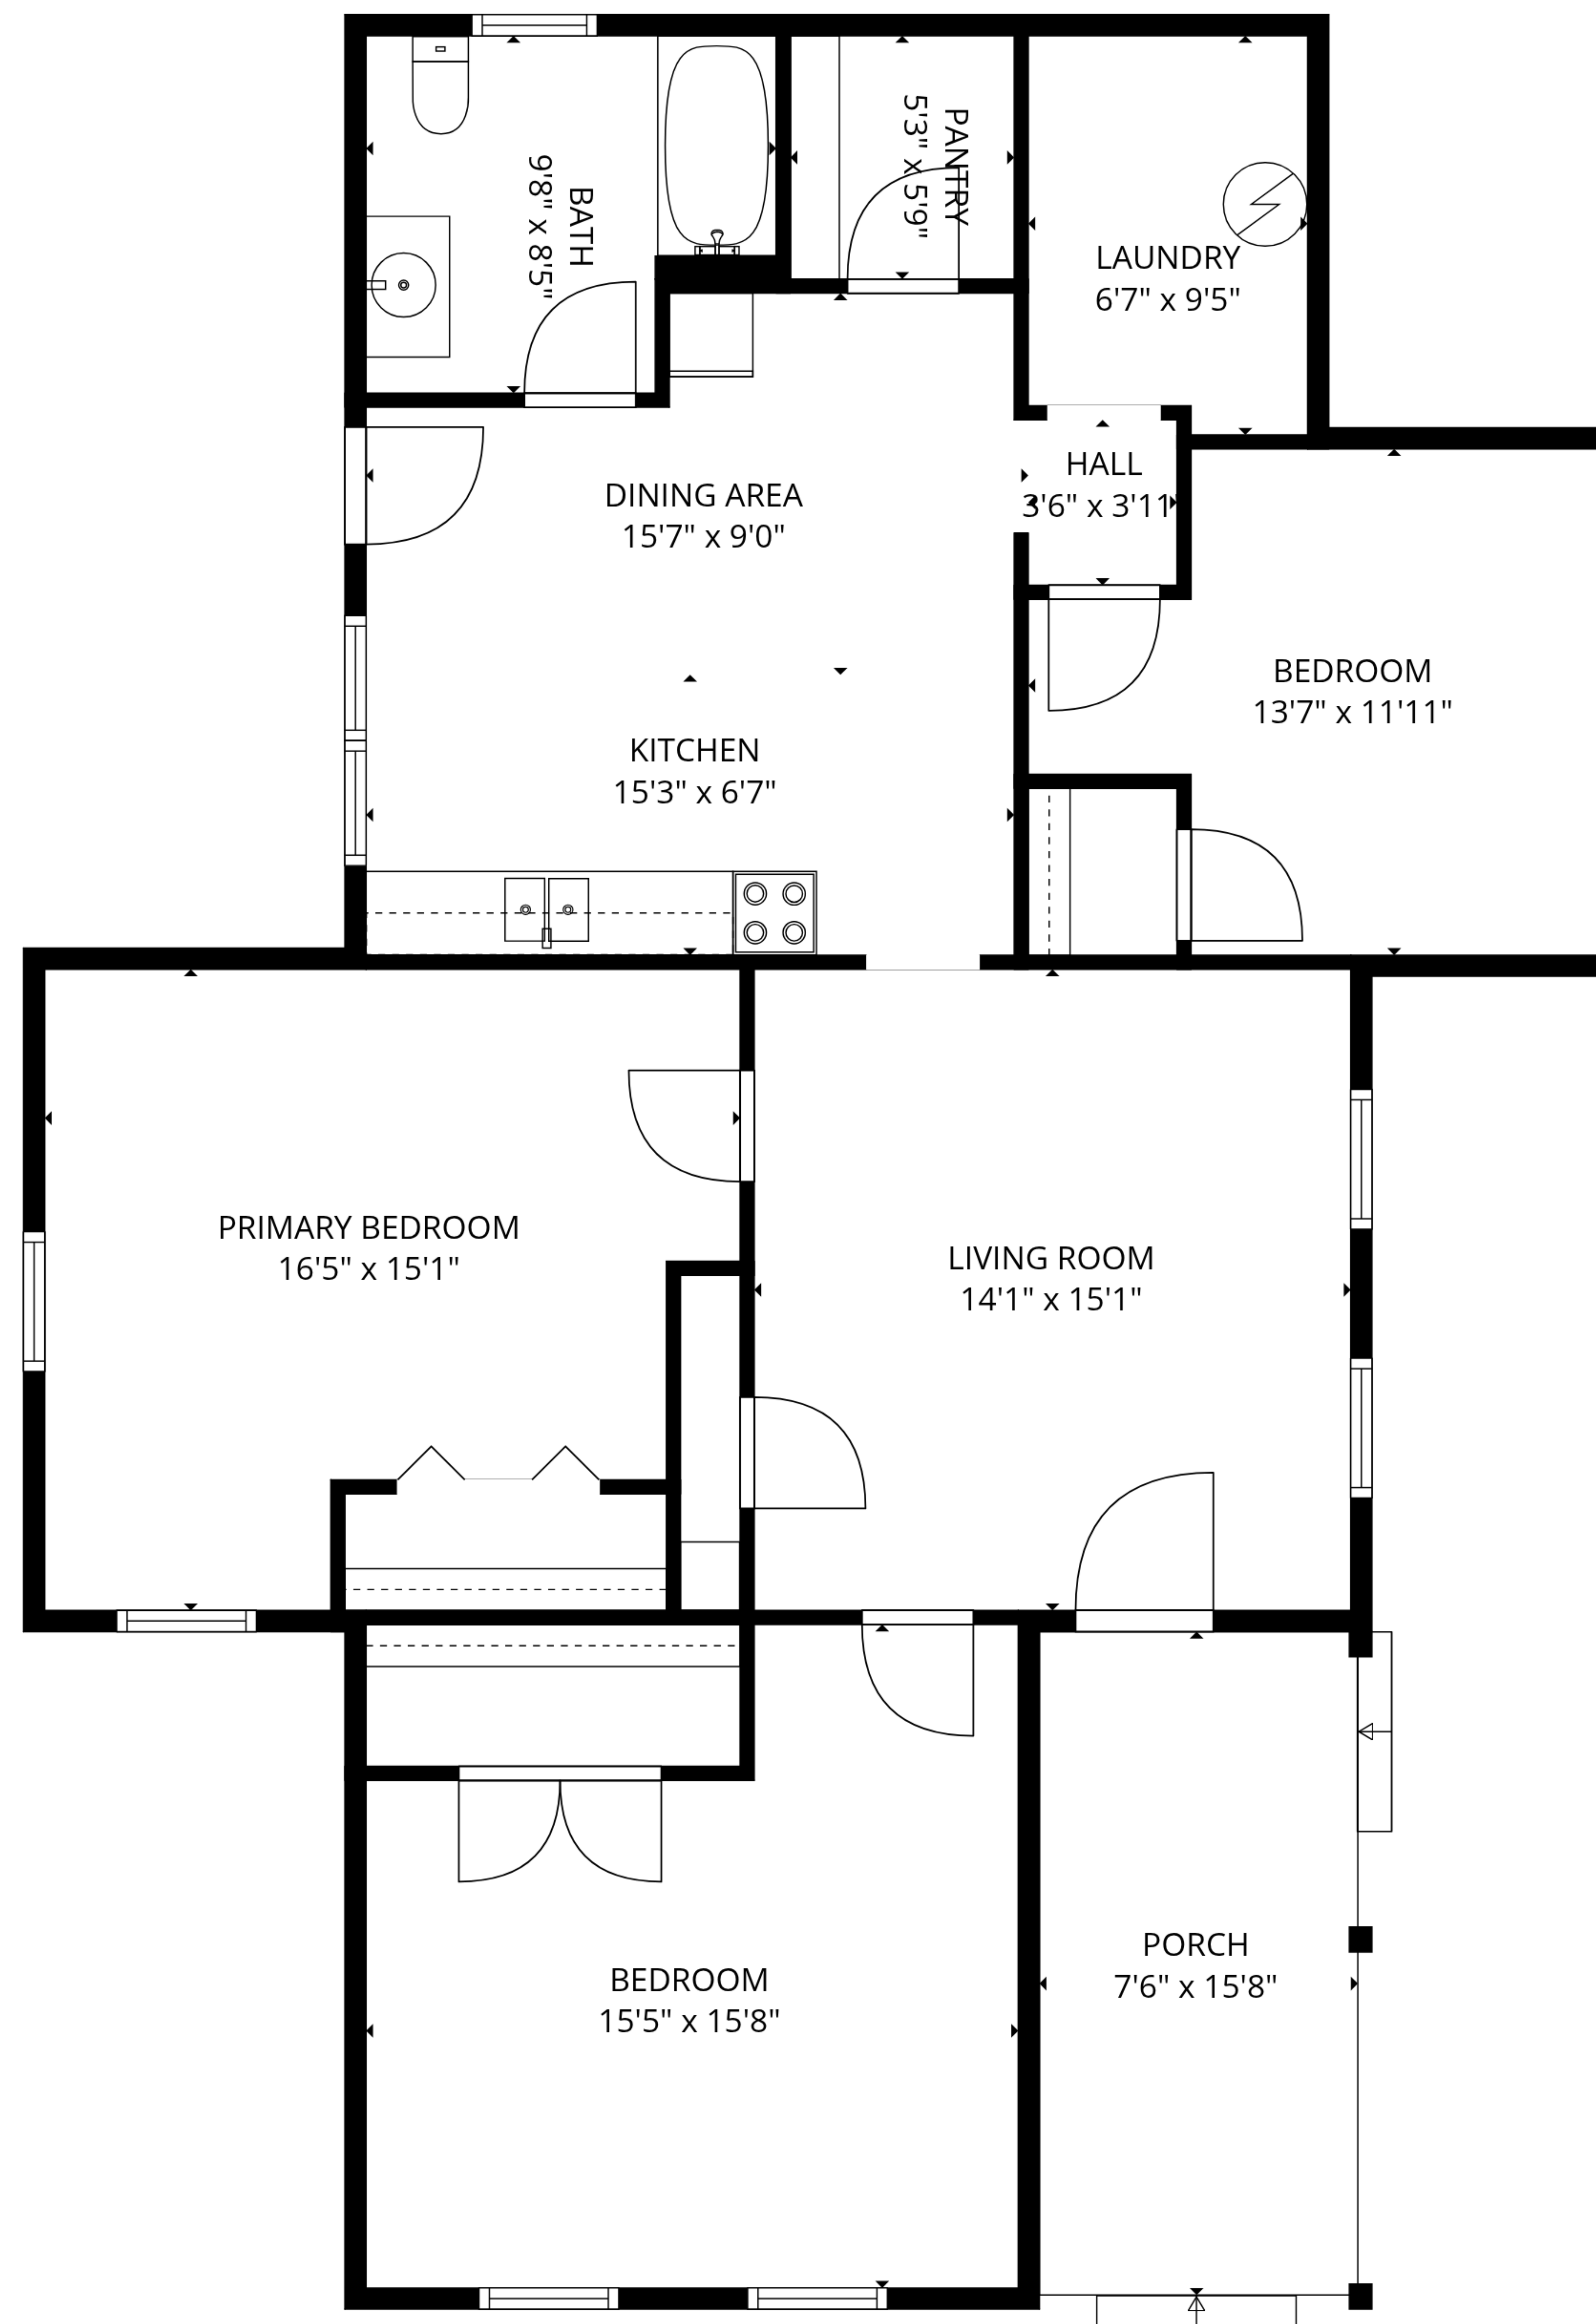 BATH
9'8" x 8'5"
PANTRY
5'3" x 5'9"
LAUNDRY
6'7" x 9'5"
HALL
3'6" x 3'11
DINING AREA
15'7" x 9'0"
BEDROOM
13'7" x 11'11"
KITCHEN
15'3" x 6'7"
PRIMARY BEDROOM
16'5" x 15'1"
LIVING ROOM
14'1" x 15'1"
PORCH
7'6" x 15'8"
BEDROOM
15'5" x 15'8"